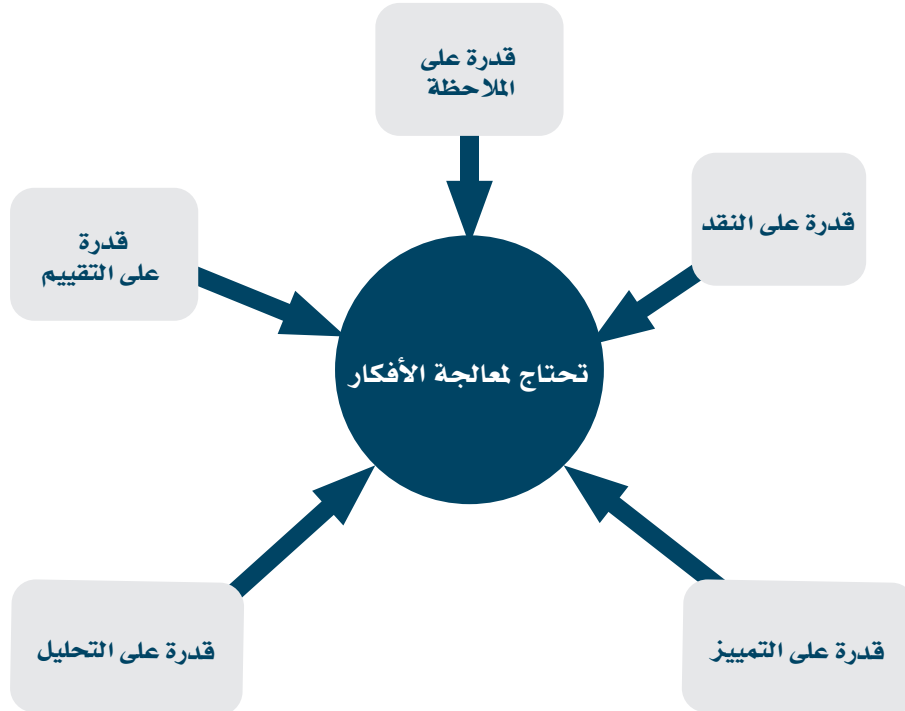 قدرة على
الملاحظة
قدرة على النقد
قدرة
على التقييم
تحتاج لمعالجة الأفكار
قدرة على التمييز
قدرة على التحليل